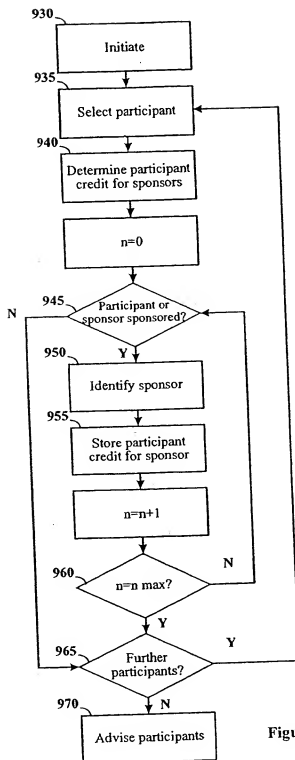 930
Initiate
935
Select participant
940
Determine participant
credit for sponsors
n=0
945
N
Participant or
sponsor sponsored?
Y
950
Identify sponsor
955
Store participant
credit for sponsor
n=n+1
960
n=n max?
N
Y
965
Further
participants?
Y
N
970
Advise participants
Figu